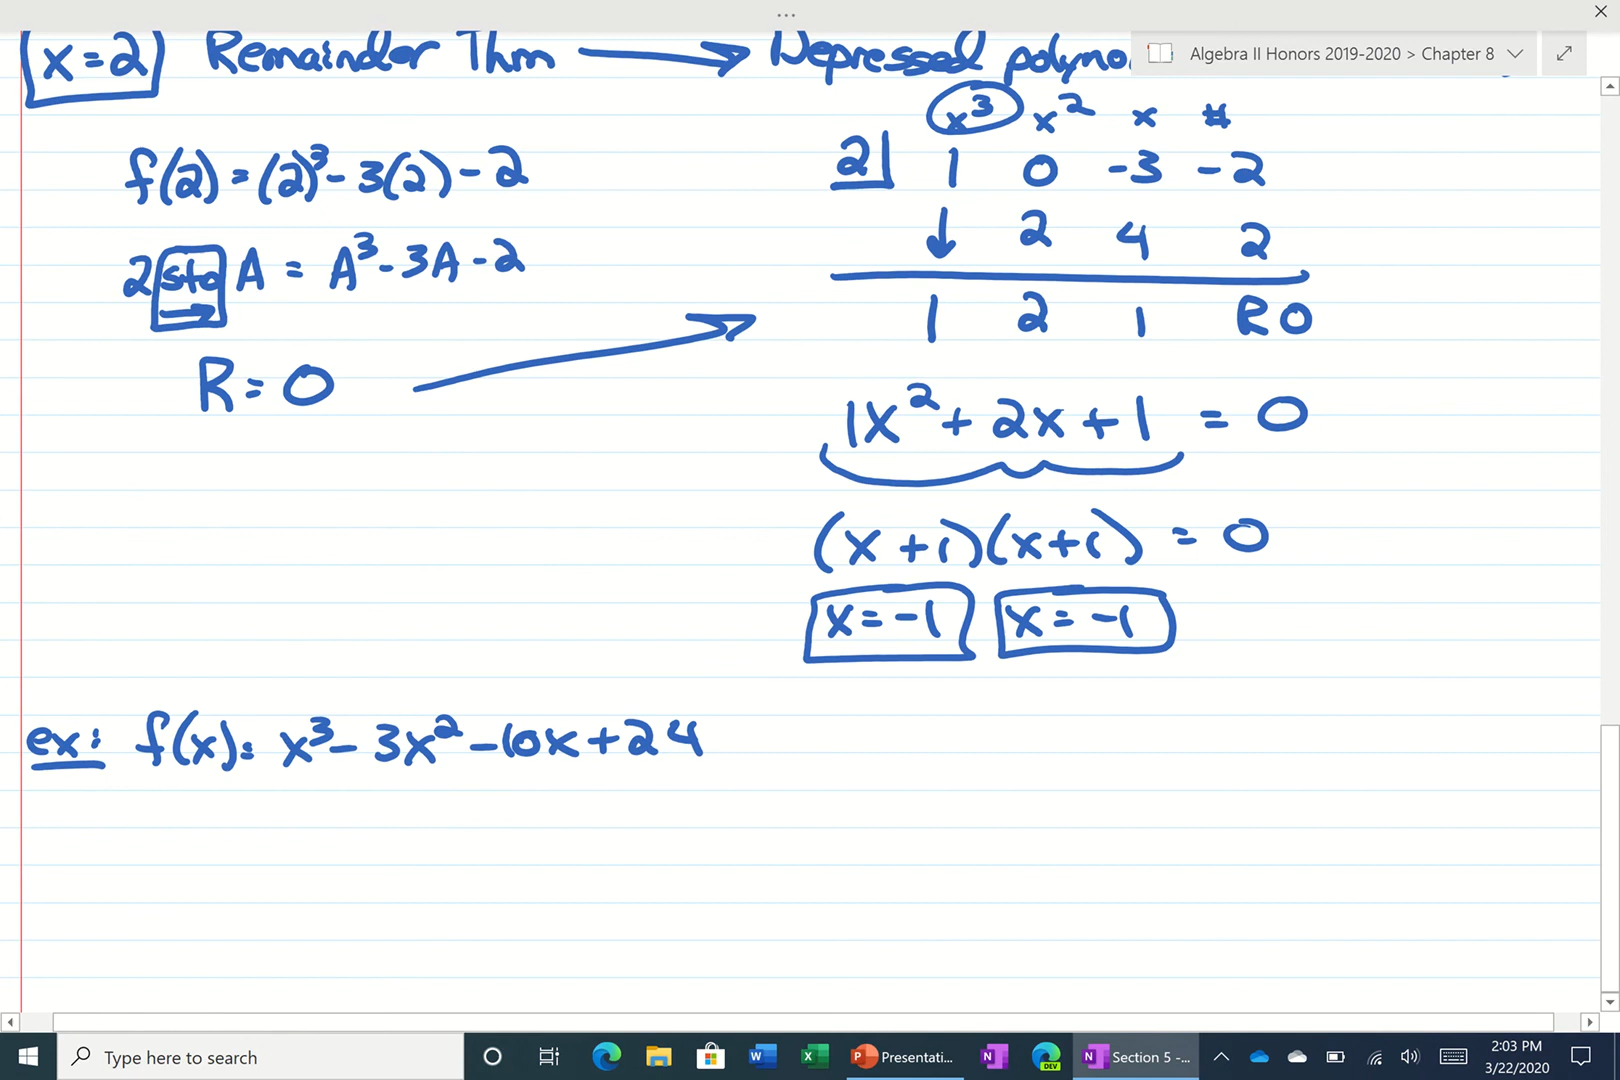 Algebra II Honors 2019-2020 > Chapter 8
x = 2 Remainder Thm → Depressed
x³ x² x #
f(2) = (2)³ - 3(2) - 2
2| 1 0 -3 -2
2 sto → A = A³ - 3A - 2
↓ 2 4 2
1 2 1 R 0
R = 0
1x² + 2x + 1 = 0
(x + 1)(x + 1) = 0
x = -1 x = -1
ex: f(x) = x³ - 3x² - 10x + 24
Type here to search
Presentati...
DEV
Section 5 -...
2:03 PM
3/22/2020